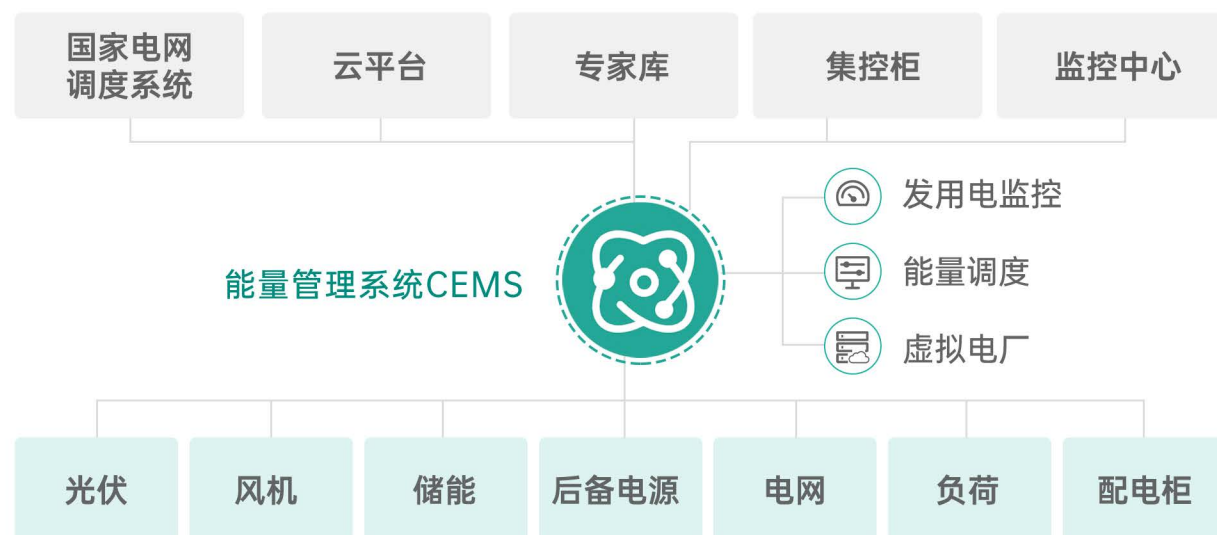 国家电网
调度系统
云平台
专家库
集控柜
监控中心
发用电监控
能量管理系统CEMS
能量调度
虚拟电厂
光伏
风机
储能
后备电源
电网
负荷
配电柜